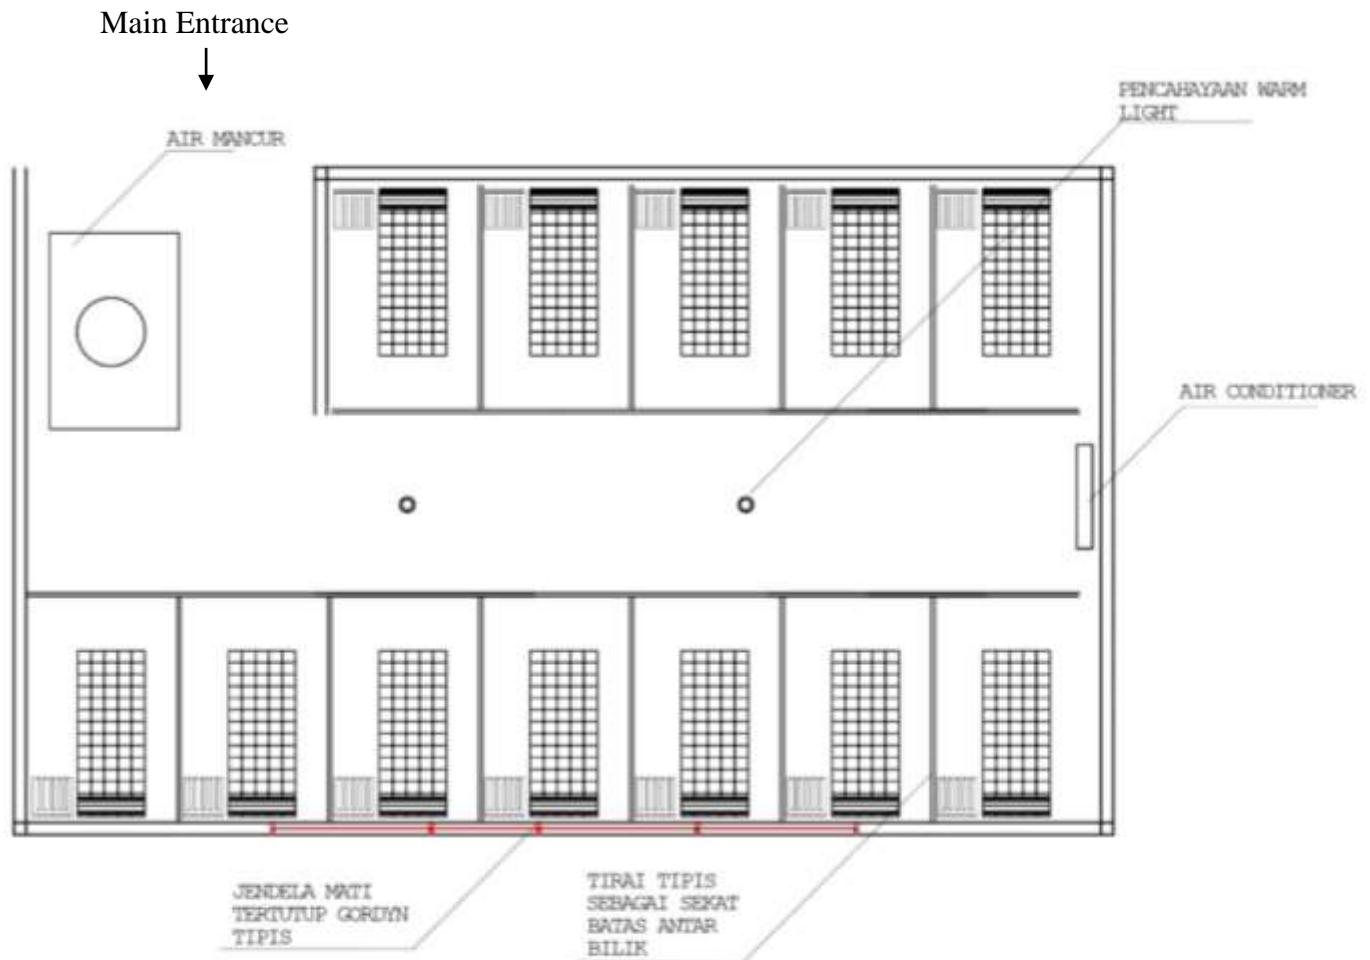 Main Entrance
PENCAHAYAAN WARM
LIGHT
AIR MANCUR
AIR CONDITIONER
JENDELA MATI
TERTUTUP GORDYN
TIPIS
TIRAI TIPIS
SEBAGAI SEKAT
BATAS ANTAR
BILIK